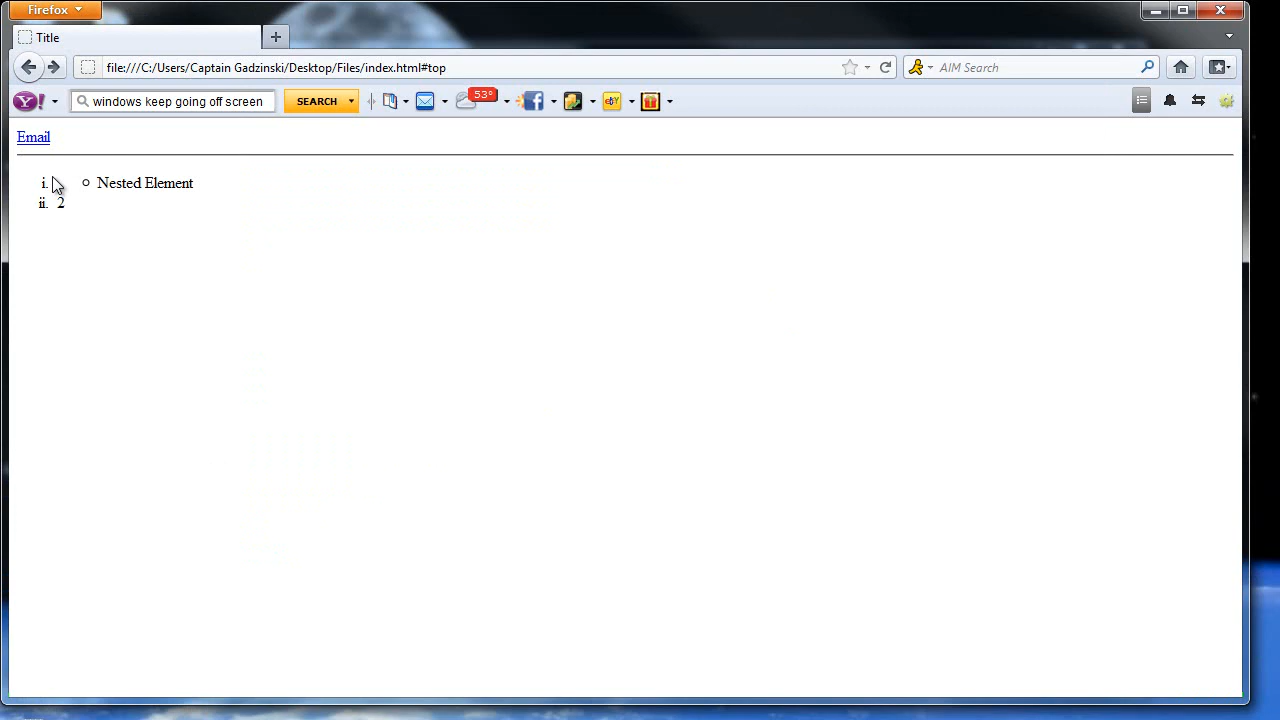 Firefox
Title
file:///C:/Users/Captain Gadzinski/Desktop/Files/index.html#top
AIM Search
Y!
windows keep going off screen
SEARCH
53°
ebY
Email
i.
Nested Element
ii. 2